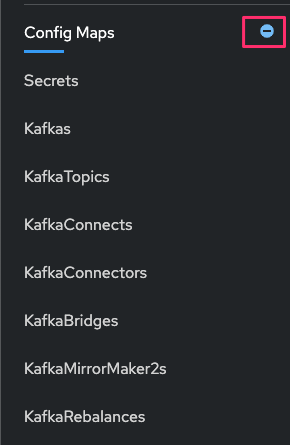 Config Maps
Secrets
Kafkas
KafkaTopics
KafkaConnects
KafkaConnectors
KafkaBridges
KafkaMirrorMaker2s
KafkaRebalances